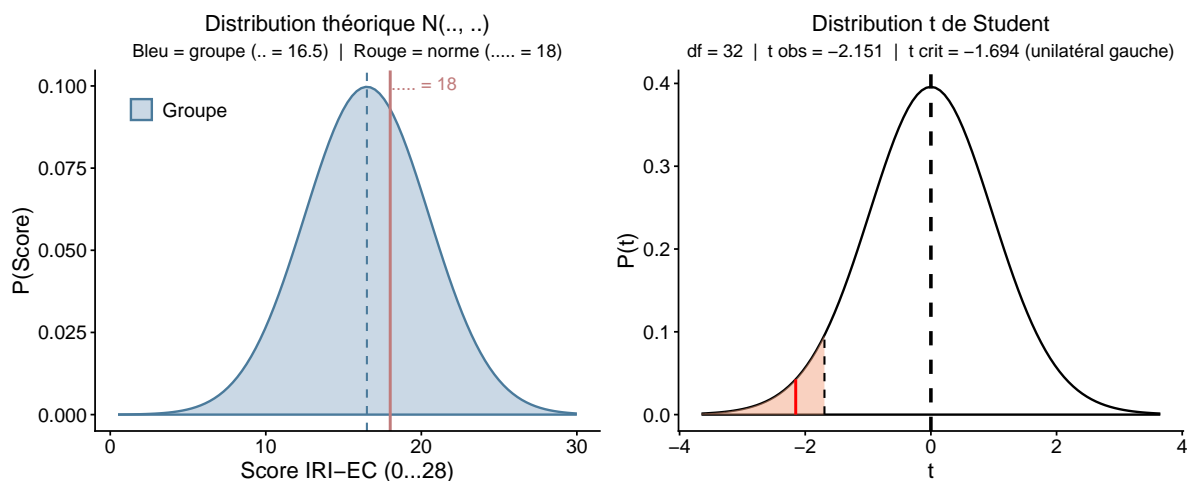 Distribution théorique N(.., ..)
Bleu = groupe (.. = 16.5) | Rouge = norme (..... = 18)
..... = 18
Groupe
0.100
0.075
0.050
0.025
0.000
P(Score)
0 10 20 30
Score IRI−EC (0...28)
Distribution t de Student
df = 32 | t obs = −2.151 | t crit = −1.694 (unilatéral gauche)
0.4
0.3
0.2
0.1
0.0
P(t)
−4 −2 0 2 4
t